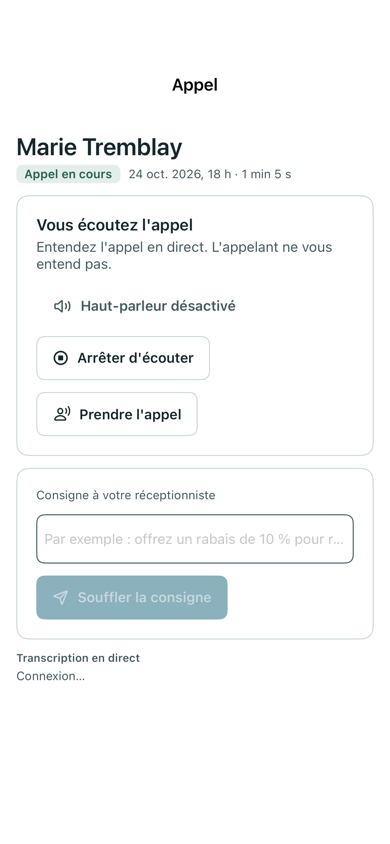 Appel
Marie Tremblay
Appel en cours 24 oct. 2026, 18 h · 1 min 5 s
Vous écoutez l'appel
Entendez l'appel en direct. L'appelant ne vous
entend pas.
Haut-parleur désactivé
Arrêter d'écouter
Prendre l'appel
Consigne à votre réceptionniste
Par exemple : offrez un rabais de 10 % pour r...
Souffler la consigne
Transcription en direct
Connexion...